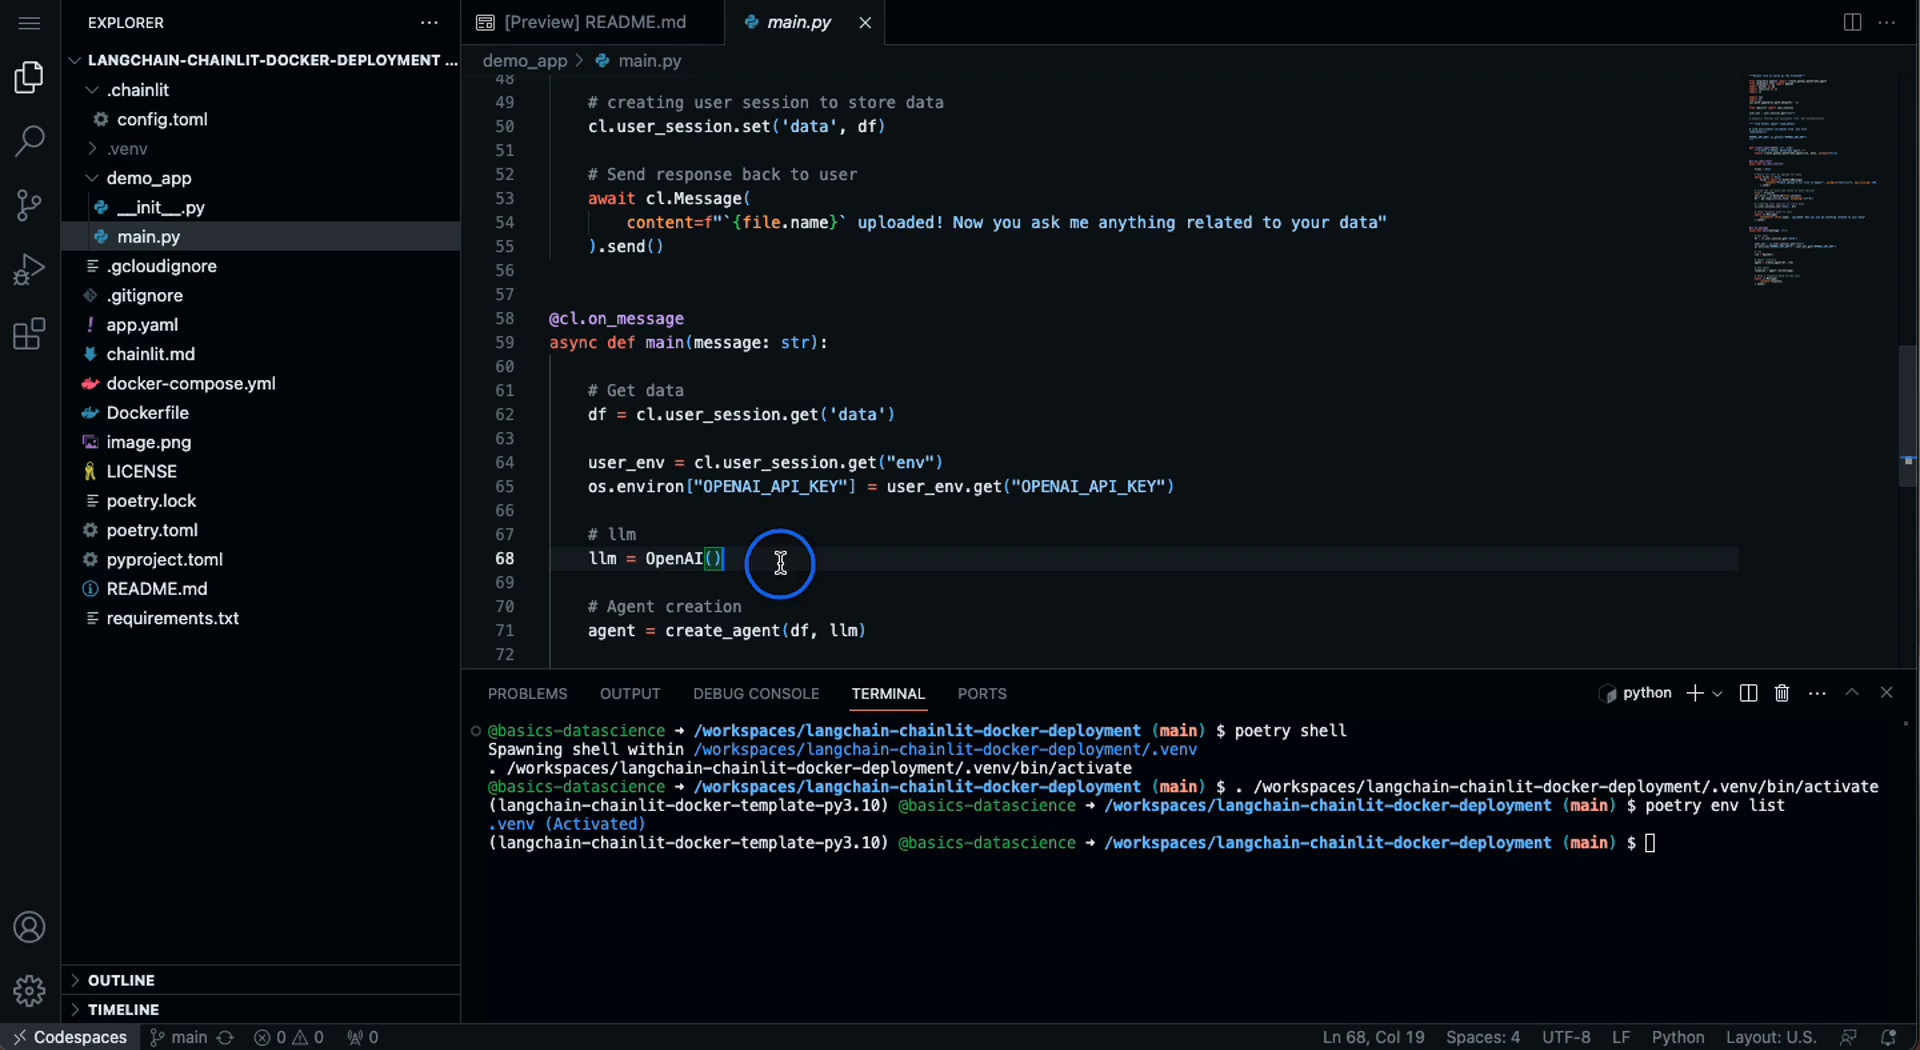 EXPLORER
[Preview] README.md
main.py
LANGCHAIN-CHAINLIT-DOCKER-DEPLOYMENT ...
.chainlit
config.toml
.venv
demo_app
__init__.py
main.py
.gcloudignore
.gitignore
app.yaml
chainlit.md
docker-compose.yml
Dockerfile
image.png
LICENSE
poetry.lock
poetry.toml
pyproject.toml
README.md
requirements.txt
OUTLINE
TIMELINE
demo_app > main.py
48
49 # creating user session to store data
50 cl.user_session.set('data', df)
51
52 # Send response back to user
53 await cl.Message(
54 content=f"`{file.name}` uploaded! Now you ask me anything related to your data"
55 ).send()
56
57
58 @cl.on_message
59 async def main(message: str):
60
61 # Get data
62 df = cl.user_session.get('data')
63
64 user_env = cl.user_session.get("env")
65 os.environ["OPENAI_API_KEY"] = user_env.get("OPENAI_API_KEY")
66
67 # llm
68 llm = OpenAI()
69
70 # Agent creation
71 agent = create_agent(df, llm)
72
PROBLEMS OUTPUT DEBUG CONSOLE TERMINAL PORTS python
@basics-datascience → /workspaces/langchain-chainlit-docker-deployment (main) $ poetry shell
Spawning shell within /workspaces/langchain-chainlit-docker-deployment/.venv
. /workspaces/langchain-chainlit-docker-deployment/.venv/bin/activate
@basics-datascience → /workspaces/langchain-chainlit-docker-deployment (main) $ . /workspaces/langchain-chainlit-docker-deployment/.venv/bin/activate
(langchain-chainlit-docker-template-py3.10) @basics-datascience → /workspaces/langchain-chainlit-docker-deployment (main) $ poetry env list
.venv (Activated)
(langchain-chainlit-docker-template-py3.10) @basics-datascience → /workspaces/langchain-chainlit-docker-deployment (main) $
Codespaces main 0 0 0 Ln 68, Col 19 Spaces: 4 UTF-8 LF Python Layout: U.S.